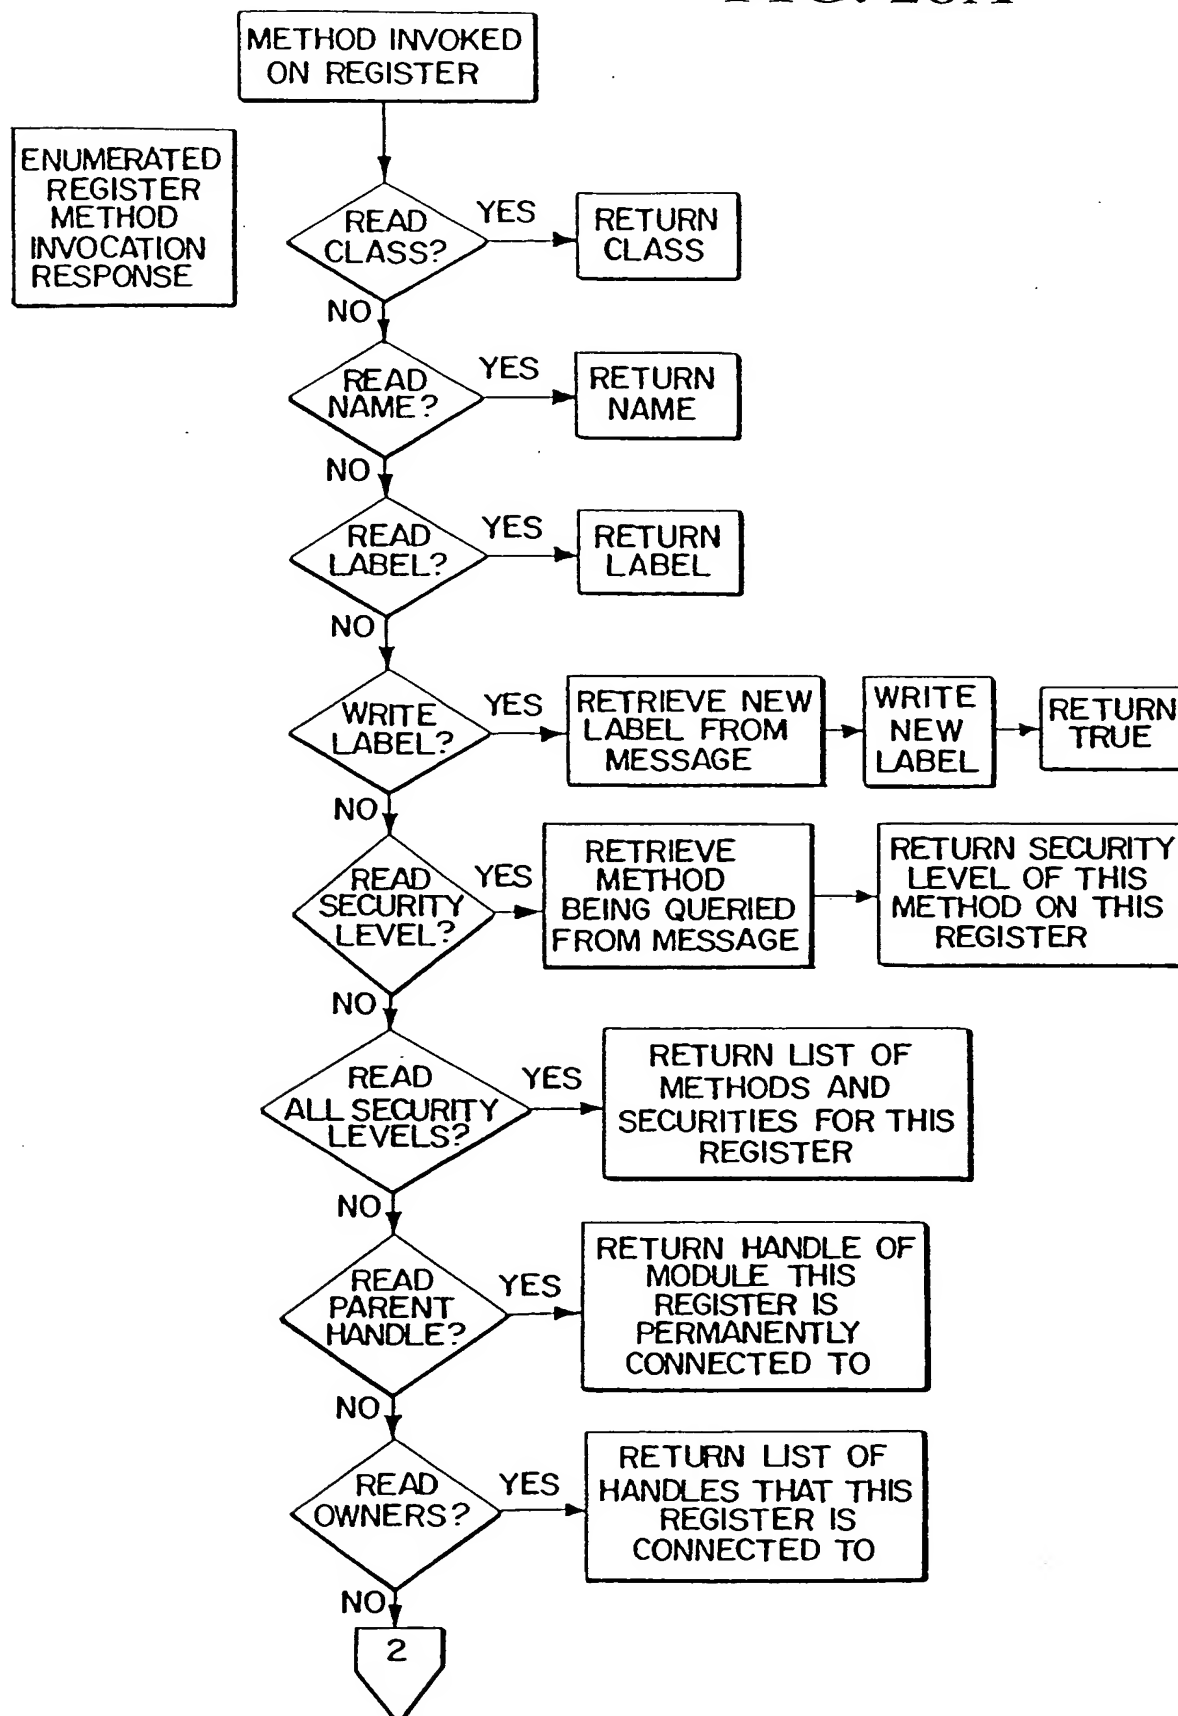 METHOD INVOKED
ON REGISTER
ENUMERATED
REGISTER
METHOD
INVOCATION
RESPONSE
READ
CLASS?
YES
RETURN
CLASS
NO
READ
NAME?
YES
RETURN
NAME
NO
READ
LABEL?
YES
RETURN
LABEL
NO
WRITE
LABEL?
YES
RETRIEVE NEW
LABEL FROM
MESSAGE
WRITE
NEW
LABEL
RETURN
TRUE
NO
READ
SECURITY
LEVEL?
YES
RETRIEVE
METHOD
BEING QUERIED
FROM MESSAGE
RETURN SECURITY
LEVEL OF THIS
METHOD ON THIS
REGISTER
NO
READ
ALL SECURITY
LEVELS?
YES
RETURN LIST OF
METHODS AND
SECURITIES FOR THIS
REGISTER
NO
READ
PARENT
HANDLE?
YES
RETURN HANDLE OF
MODULE THIS
REGISTER IS
PERMANENTLY
CONNECTED TO
NO
READ
OWNERS?
YES
RETURN LIST OF
HANDLES THAT THIS
REGISTER IS
CONNECTED TO
NO
2